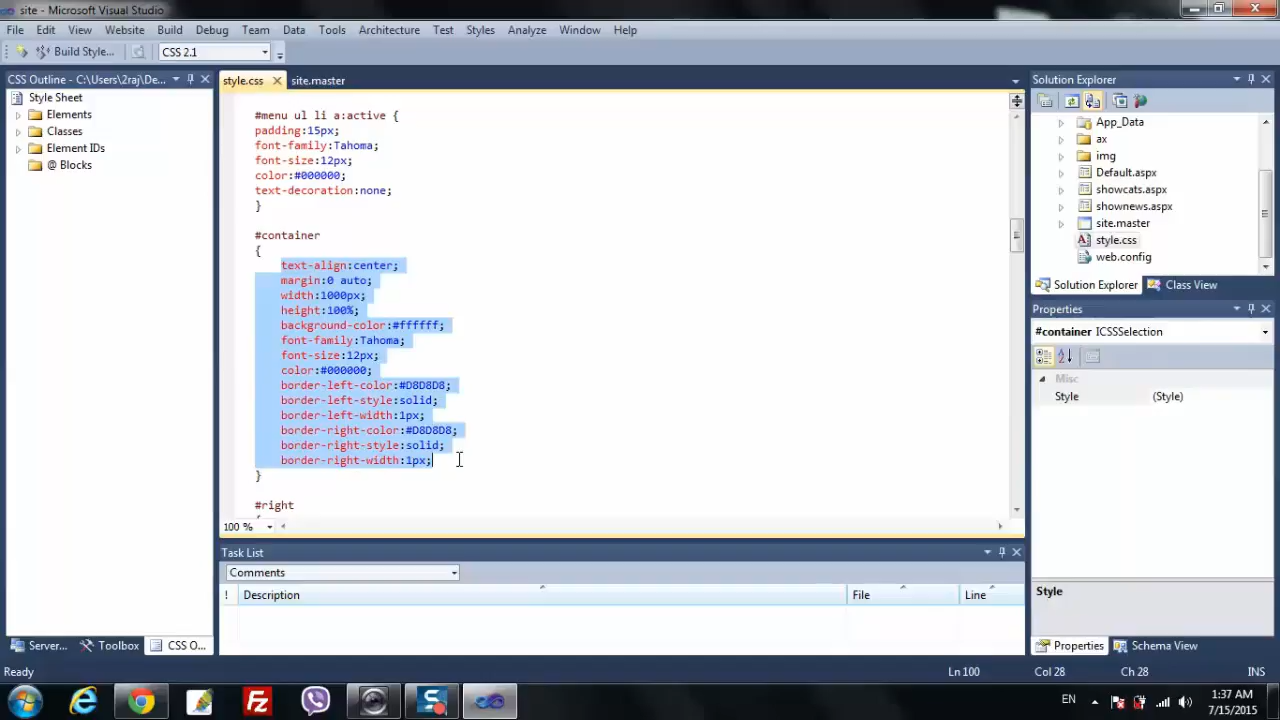 site - Microsoft Visual Studio
File Edit View Website Build Debug Team Data Tools Architecture Test Styles Analyze Window Help
Build Style... CSS 2.1
CSS Outline - C:\Users\2raj\De...
Style Sheet
Elements
Classes
Element IDs
@ Blocks
Server... Toolbox CSS O...
style.css site.master
#menu ul li a:active {
padding:15px;
font-family:Tahoma;
font-size:12px;
color:#000000;
text-decoration:none;
}
#container
{
text-align:center;
margin:0 auto;
width:1000px;
height:100%;
background-color:#ffffff;
font-family:Tahoma;
font-size:12px;
color:#000000;
border-left-color:#D8D8D8;
border-left-style:solid;
border-left-width:1px;
border-right-color:#D8D8D8;
border-right-style:solid;
border-right-width:1px;
}
#right
100 %
Task List
Comments
! Description File Line
Solution Explorer
App_Data
ax
img
Default.aspx
showcats.aspx
shownews.aspx
site.master
style.css
web.config
Solution Explorer Class View
Properties
#container ICSSSelection
Misc
Style (Style)
Style
Properties Schema View
Ready Ln 100 Col 28 Ch 28 INS
EN 1:37 AM
7/15/2015